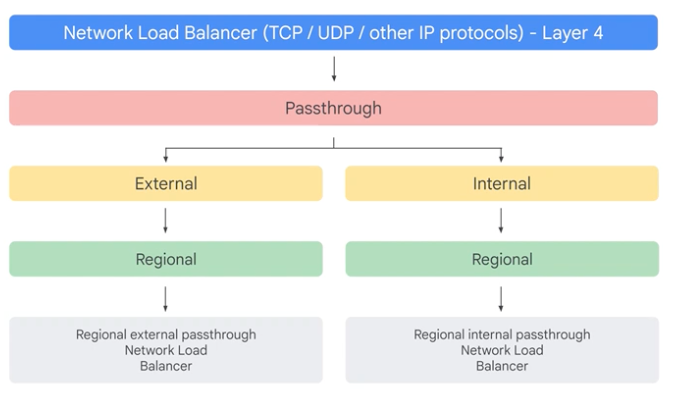 Network Load Balancer (TCP / UDP / other IP protocols) - Layer 4
Passthrough
External
Internal
Regional
Regional
Regional external passthrough
Network Load
Balancer
Regional internal passthrough
Network Load
Balancer